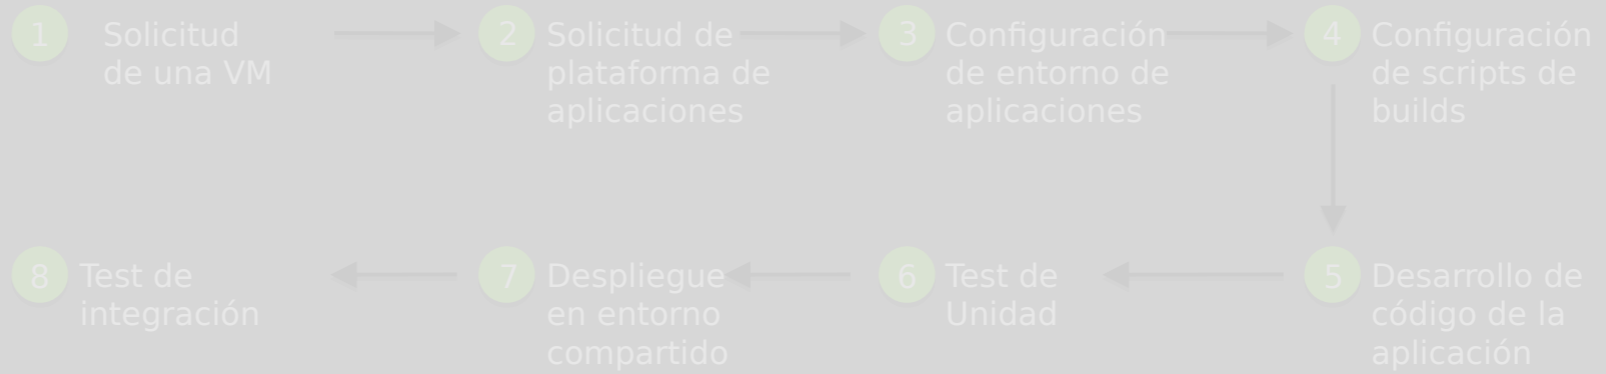 1 Solicitud de una VM
2 Solicitud de plataforma de aplicaciones
3 Configuración de entorno de aplicaciones
4 Configuración de scripts de builds
5 Desarrollo de código de la aplicación
6 Test de Unidad
7 Despliegue en entorno compartido
8 Test de integración